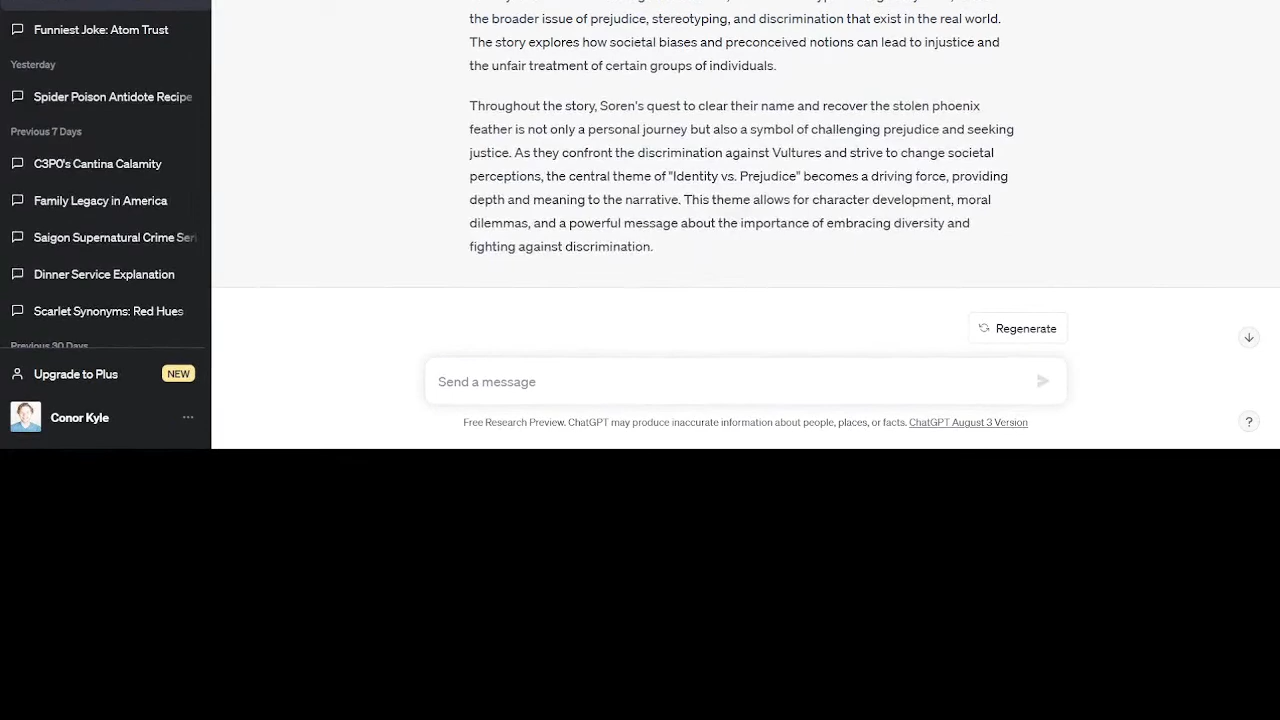 Funniest Joke: Atom Trust
Yesterday
Spider Poison Antidote Recipe
Previous 7 Days
C3P0's Cantina Calamity
Family Legacy in America
Saigon Supernatural Crime Seri
Dinner Service Explanation
Scarlet Synonyms: Red Hues
Previous 30 Days
Upgrade to Plus NEW
Conor Kyle
the broader issue of prejudice, stereotyping, and discrimination that exist in the real world.
The story explores how societal biases and preconceived notions can lead to injustice and
the unfair treatment of certain groups of individuals.
Throughout the story, Soren's quest to clear their name and recover the stolen phoenix
feather is not only a personal journey but also a symbol of challenging prejudice and seeking
justice. As they confront the discrimination against Vultures and strive to change societal
perceptions, the central theme of "Identity vs. Prejudice" becomes a driving force, providing
depth and meaning to the narrative. This theme allows for character development, moral
dilemmas, and a powerful message about the importance of embracing diversity and
fighting against discrimination.
Regenerate
Send a message
Free Research Preview. ChatGPT may produce inaccurate information about people, places, or facts. ChatGPT August 3 Version
?